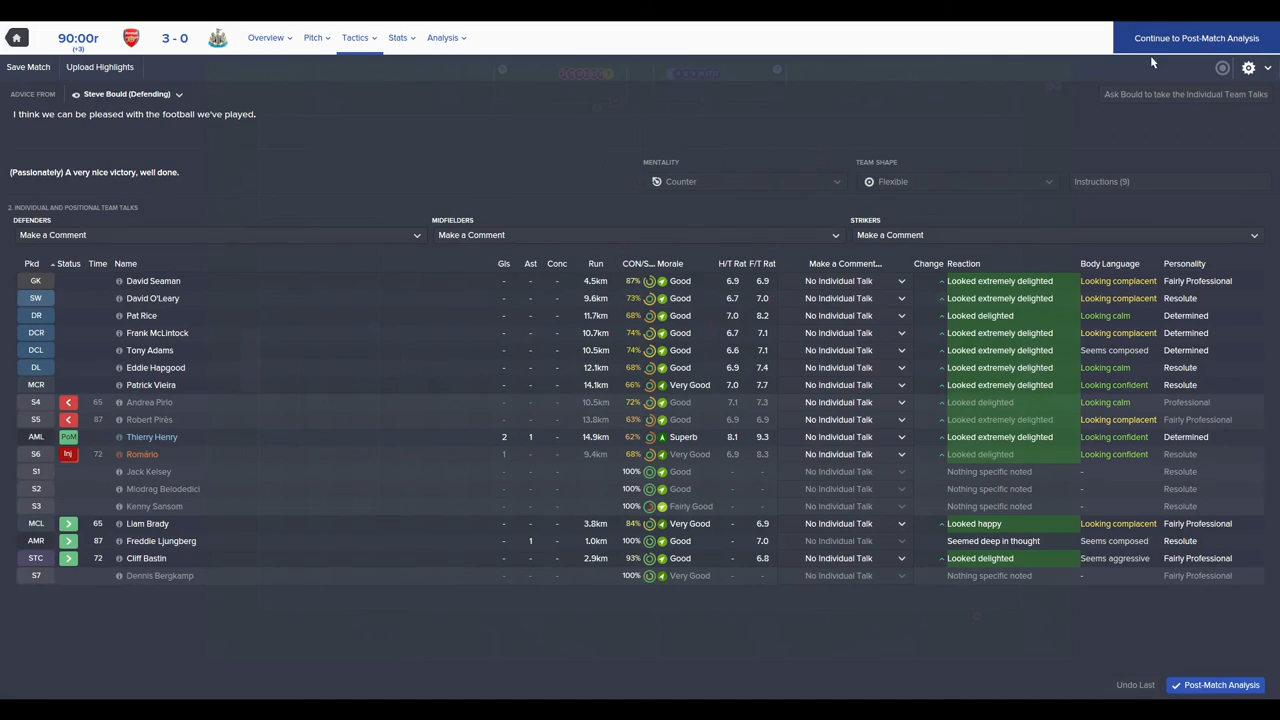 90:00r
(+3)
3 - 0
Overview
Pitch
Tactics
Stats
Analysis
Continue to Post-Match Analysis
Save Match
Upload Highlights
ADVICE FROM
Steve Bould (Defending)
Ask Bould to take the Individual Team Talks
I think we can be pleased with the football we've played.
(Passionately) A very nice victory, well done.
MENTALITY
Counter
TEAM SHAPE
Flexible
Instructions (9)
2. INDIVIDUAL AND POSITIONAL TEAM TALKS
DEFENDERS
MIDFIELDERS
STRIKERS
Make a Comment
Make a Comment
Make a Comment
Pkd Status Time Name Gls Ast Conc Run CON/S... Morale H/T Rat F/T Rat Make a Comment... Change Reaction Body Language Personality
GK David Seaman - - - 4.5km 87% Good 6.9 6.9 No Individual Talk Looked extremely delighted Looking complacent Fairly Professional
SW David O'Leary - - - 9.6km 73% Good 6.7 7.0 No Individual Talk Looked extremely delighted Looking complacent Resolute
DR Pat Rice - - - 11.7km 68% Good 7.0 8.2 No Individual Talk Looked delighted Looking calm Determined
DCR Frank McLintock - - - 10.7km 74% Good 6.7 7.1 No Individual Talk Looked extremely delighted Looking complacent Determined
DCL Tony Adams - - - 10.5km 74% Good 6.6 7.1 No Individual Talk Looked extremely delighted Seems composed Determined
DL Eddie Hapgood - - - 12.1km 68% Good 6.9 7.4 No Individual Talk Looked extremely delighted Looking calm Resolute
MCR Patrick Vieira - - - 14.1km 66% Very Good 7.0 7.7 No Individual Talk Looked extremely delighted Looking confident Resolute
S4 65 Andrea Pirlo - - - 10.5km 72% Good 7.1 7.3 No Individual Talk Looked delighted Looking calm Professional
S5 87 Robert Pirès - - - 13.8km 63% Good 6.9 6.9 No Individual Talk Looked extremely delighted Looking complacent Fairly Professional
AML PoM Thierry Henry 2 1 - 14.9km 62% Superb 8.1 9.3 No Individual Talk Looked extremely delighted Looking confident Determined
S6 Inj 72 Romário 1 - - 9.4km 68% Very Good 6.9 8.3 No Individual Talk Looked delighted Looking confident Resolute
S1 Jack Kelsey - - - 100% Good - - No Individual Talk Nothing specific noted - Resolute
S2 Miodrag Belodedici - - - 100% Good - - No Individual Talk Nothing specific noted - Resolute
S3 Kenny Sansom - - - 100% Fairly Good - - No Individual Talk Nothing specific noted - Resolute
MCL 65 Liam Brady - - - 3.8km 84% Very Good - 6.9 No Individual Talk Looked happy Looking complacent Fairly Professional
AMR 87 Freddie Ljungberg - 1 - 1.0km 100% Good - 7.0 No Individual Talk Seemed deep in thought Seems composed Resolute
STC 72 Cliff Bastin - - - 2.9km 93% Good - 6.8 No Individual Talk Looked delighted Seems aggressive Fairly Professional
S7 Dennis Bergkamp - - - 100% Very Good - - No Individual Talk Nothing specific noted - Fairly Professional
Undo Last
Post-Match Analysis